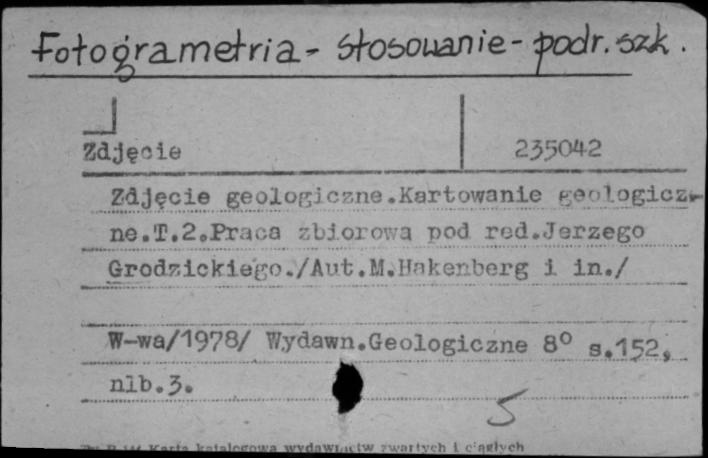 Fotogrametria - stosowanie - podr. szk.
Zdjęcie 235042
Zdjęcie geologiczne.Kartowanie geologicz-
ne.T.2.Praca zbiorowa pod red.Jerzego
Grodzickiego./Aut.M.Hakenberg i in./
W-wa/1978/ Wydawn.Geologiczne 8° s.152,
nlb.3.
5
Karta katalogowa wydawnictw zwartych i ciągłych